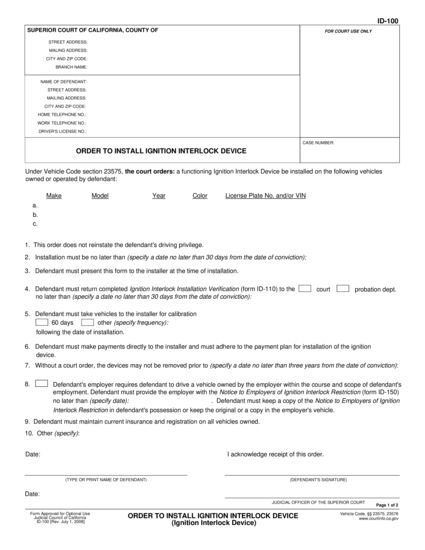 ID-100
SUPERIOR COURT OF CALIFORNIA, COUNTY OF
FOR COURT USE ONLY
STREET ADDRESS:
MAILING ADDRESS:
CITY AND ZIP CODE:
BRANCH NAME:
NAME OF DEFENDANT:
STREET ADDRESS:
MAILING ADDRESS:
CITY AND ZIP CODE:
HOME TELEPHONE NO.:
WORK TELEPHONE NO.:
DRIVER'S LICENSE NO.:
CASE NUMBER:
ORDER TO INSTALL IGNITION INTERLOCK DEVICE
Under Vehicle Code section 23575, the court orders: a functioning Ignition Interlock Device be installed on the following vehicles
owned or operated by defendant:
Make Model Year Color License Plate No. and/or VIN
a.
b.
c.
1. This order does not reinstate the defendant's driving privilege.
2. Installation must be no later than (specify a date no later than 30 days from the date of conviction):
3. Defendant must present this form to the installer at the time of installation.
4. Defendant must return completed Ignition Interlock Installation Verification (form ID-110) to the court probation dept.
no later than (specify a date no later than 30 days from the date of conviction):
5. Defendant must take vehicles to the installer for calibration
60 days other (specify frequency):
following the date of installation.
6. Defendant must make payments directly to the installer and must adhere to the payment plan for installation of the ignition
device.
7. Without a court order, the devices may not be removed prior to (specify a date no later than three years from the date of conviction).
8. Defendant's employer requires defendant to drive a vehicle owned by the employer within the course and scope of defendant's
employment. Defendant must provide the employer with the Notice to Employers of Ignition Interlock Restriction (form ID-150)
no later than (specify date): . Defendant must keep a copy of the Notice to Employers of Ignition
Interlock Restriction in defendant's possession or keep the original or a copy in the employer's vehicle.
9. Defendant must maintain current insurance and registration on all vehicles owned.
10. Other (specify):
Date: I acknowledge receipt of this order.
(TYPE OR PRINT NAME OF DEFENDANT) (DEFENDANT'S SIGNATURE)
Date:
JUDICIAL OFFICER OF THE SUPERIOR COURT
Page 1 of 2
Form Approved for Optional Use
Judicial Council of California
ID-100 [Rev. July 1, 2008]
ORDER TO INSTALL IGNITION INTERLOCK DEVICE
(Ignition Interlock Device)
Vehicle Code, §§ 23575, 23576
www.courtinfo.ca.gov